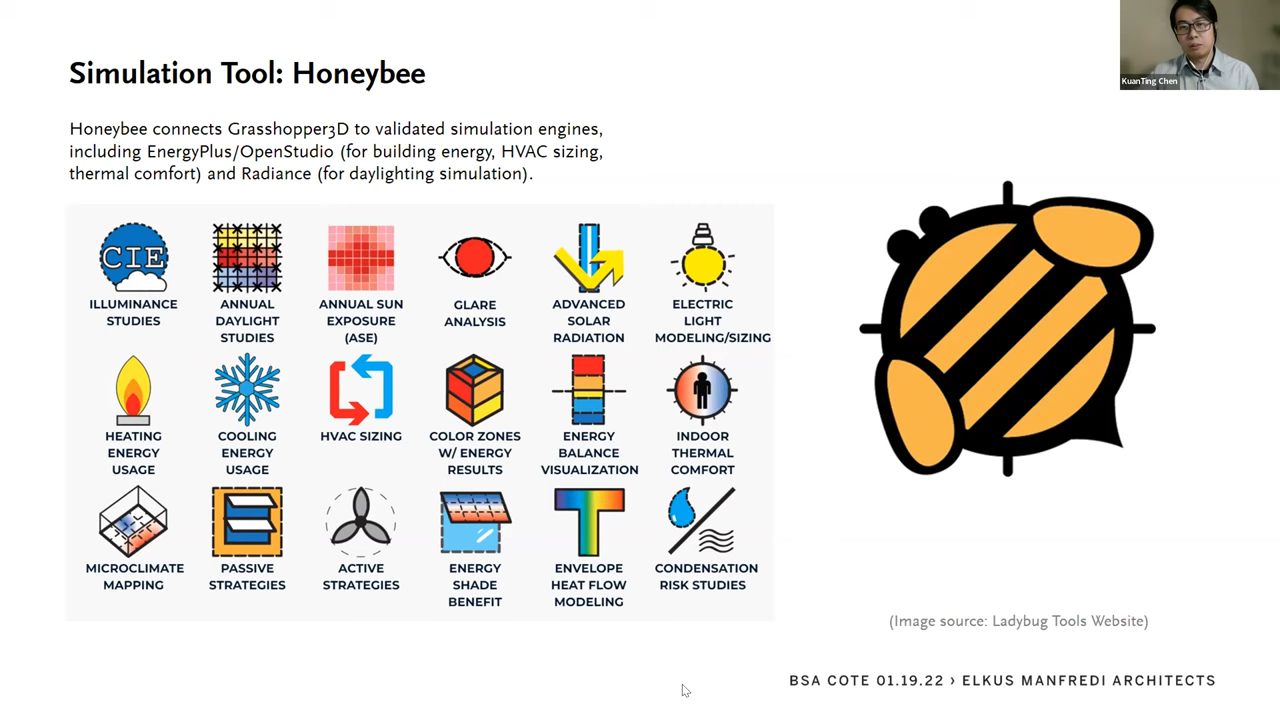 Simulation Tool: Honeybee
KuanTing Chen
Honeybee connects Grasshopper3D to validated simulation engines,
including EnergyPlus/OpenStudio (for building energy, HVAC sizing,
thermal comfort) and Radiance (for daylighting simulation).
CIE
ILLUMINANCE
STUDIES
ANNUAL
DAYLIGHT
STUDIES
ANNUAL SUN
EXPOSURE
(ASE)
GLARE
ANALYSIS
ADVANCED
SOLAR
RADIATION
ELECTRIC
LIGHT
MODELING/SIZING
HEATING
ENERGY
USAGE
COOLING
ENERGY
USAGE
HVAC SIZING
COLOR ZONES
W/ ENERGY
RESULTS
ENERGY
BALANCE
VISUALIZATION
INDOOR
THERMAL
COMFORT
MICROCLIMATE
MAPPING
PASSIVE
STRATEGIES
ACTIVE
STRATEGIES
ENERGY
SHADE
BENEFIT
ENVELOPE
HEAT FLOW
MODELING
CONDENSATION
RISK STUDIES
(Image source: Ladybug Tools Website)
BSA COTE 01.19.22 › ELKUS MANFREDI ARCHITECTS